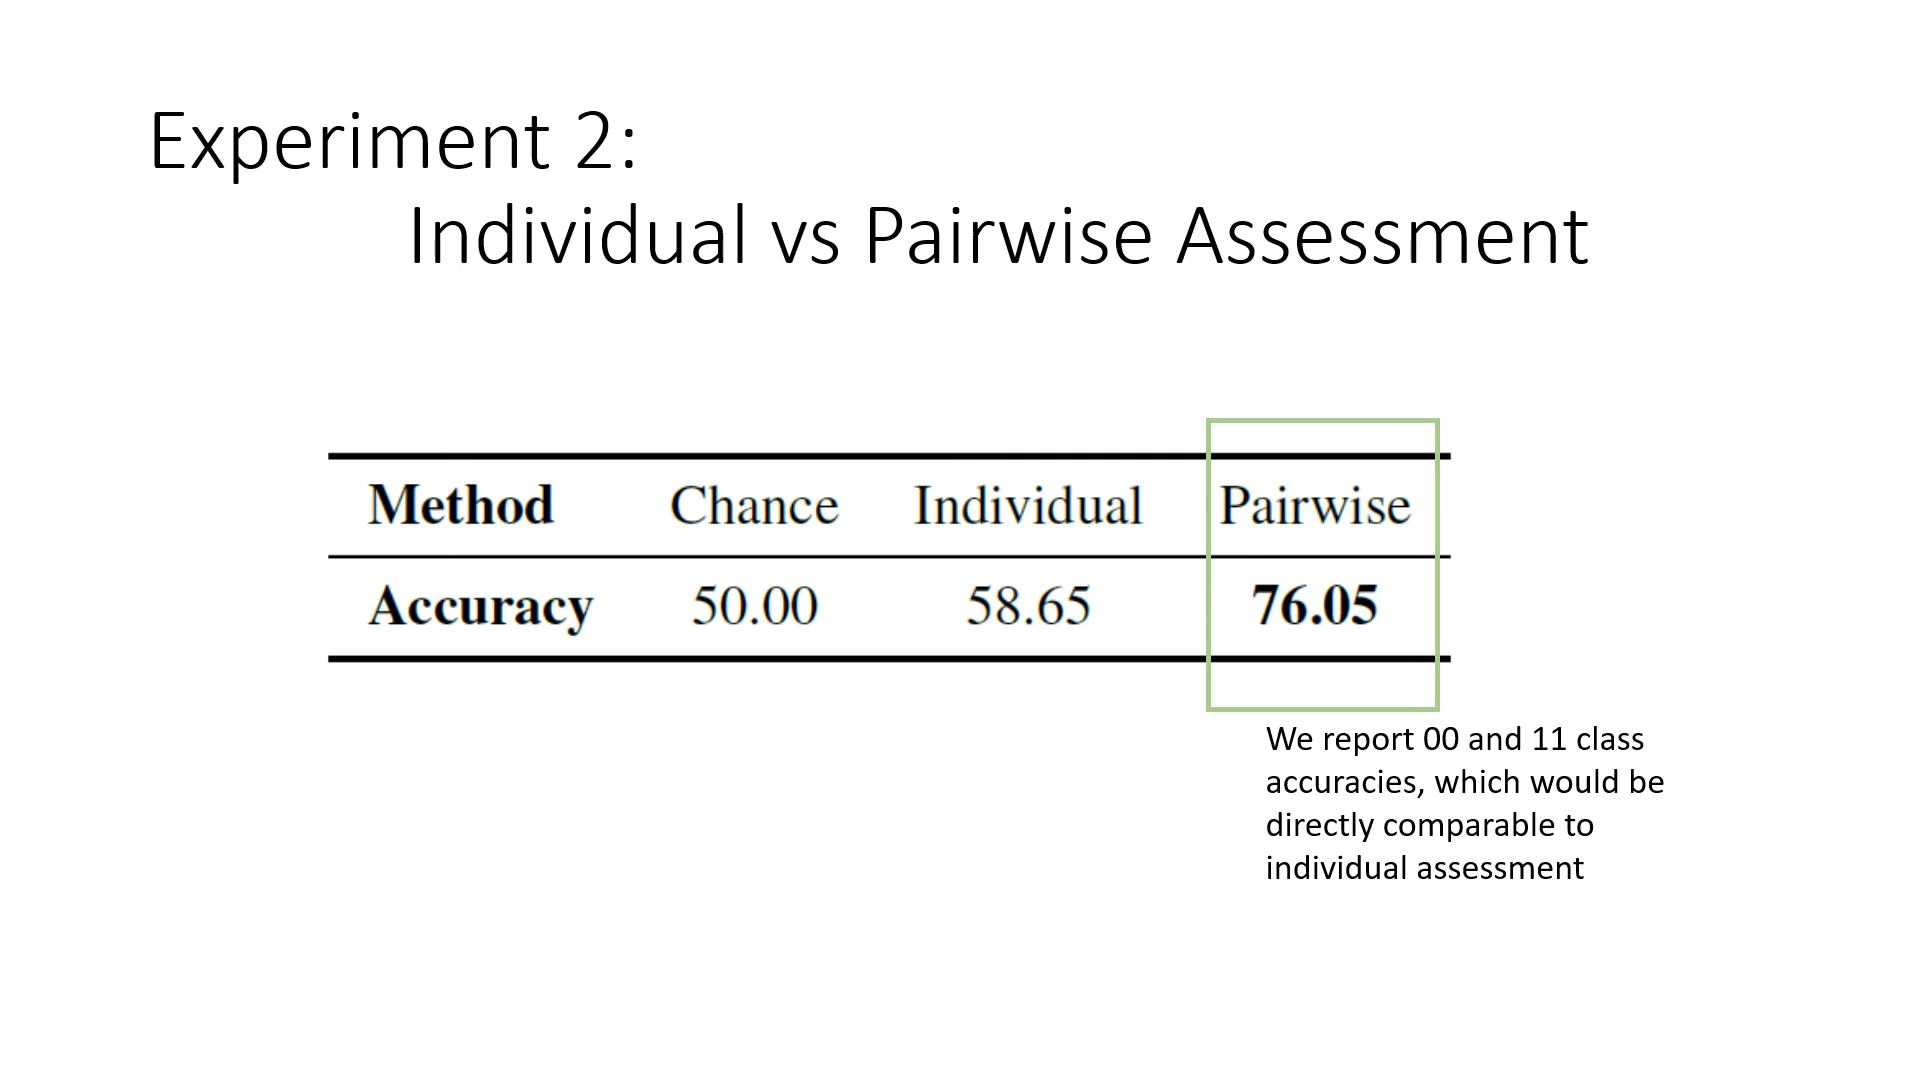 Experiment 2:
Individual vs Pairwise Assessment
Method Chance Individual Pairwise
Accuracy 50.00 58.65 76.05
We report 00 and 11 class
accuracies, which would be
directly comparable to
individual assessment